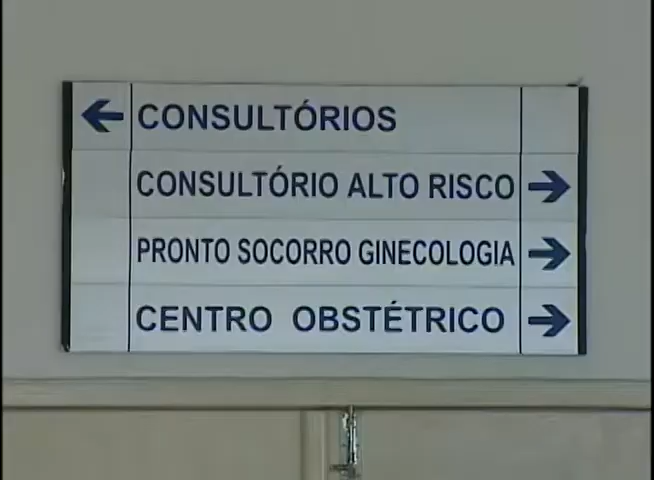 CONSULTÓRIOS
CONSULTÓRIO ALTO RISCO
PRONTO SOCORRO GINECOLOGIA
CENTRO OBSTÉTRICO